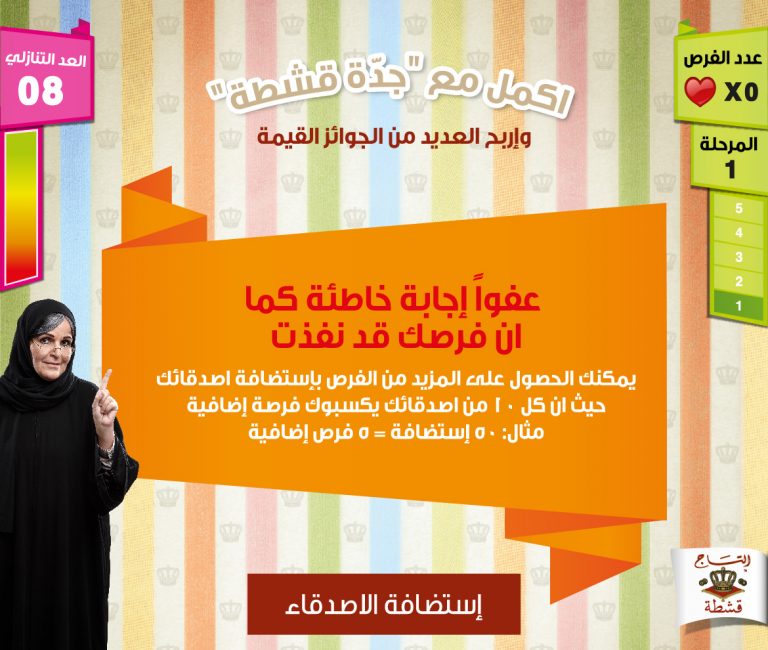 اكمل مع "جدّة قشطة"
وإربح العديد من الجوائز القيمة
العد التنازلي
08
عدد الفرص
X0
المرحلة
1
5
4
3
2
1
عفواً إجابة خاطئة كما
ان فرصك قد نفذت
يمكنك الحصول على المزيد من الفرص بإستضافة اصدقائك
حيث ان كل ١٠ من اصدقائك يكسبوك فرصة إضافية
مثال: ٥٠ إستضافة = ٥ فرص إضافية
إستضافة الاصدقاء
التاج
قشطة